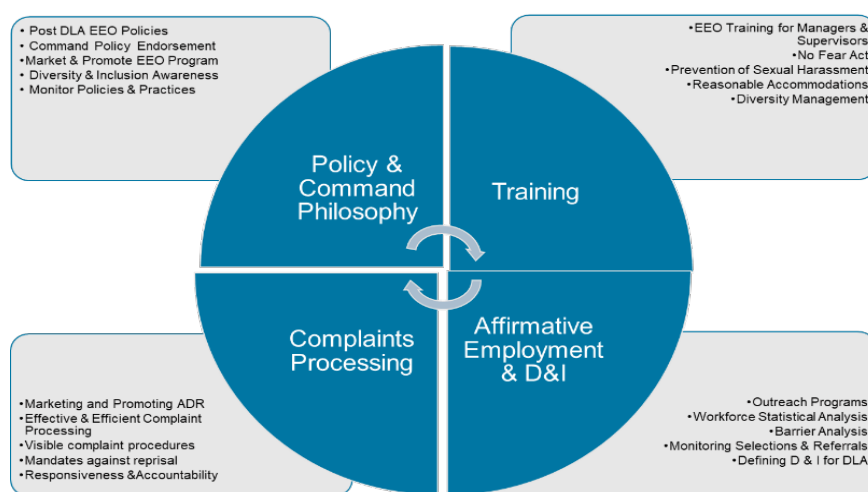 • Post DLA EEO Policies
• Command Policy Endorsement
•Market & Promote EEO Program
• Diversity & Inclusion Awareness
• Monitor Policies & Practices
•EEO Training for Managers &
Supervisors
•No Fear Act
•Prevention of Sexual Harassment
•Reasonable Accommodations
•Diversity Management
Policy &
Command
Philosophy
Training
Complaints
Processing
Affirmative
Employment
& D&I
•Marketing and Promoting ADR
•Effective & Efficient Complaint
Processing
•Visible complaint procedures
•Mandates against reprisal
•Responsiveness &Accountability
•Outreach Programs
•Workforce Statistical Analysis
•Barrier Analysis
•Monitoring Selections & Referrals
•Defining D & I for DLA